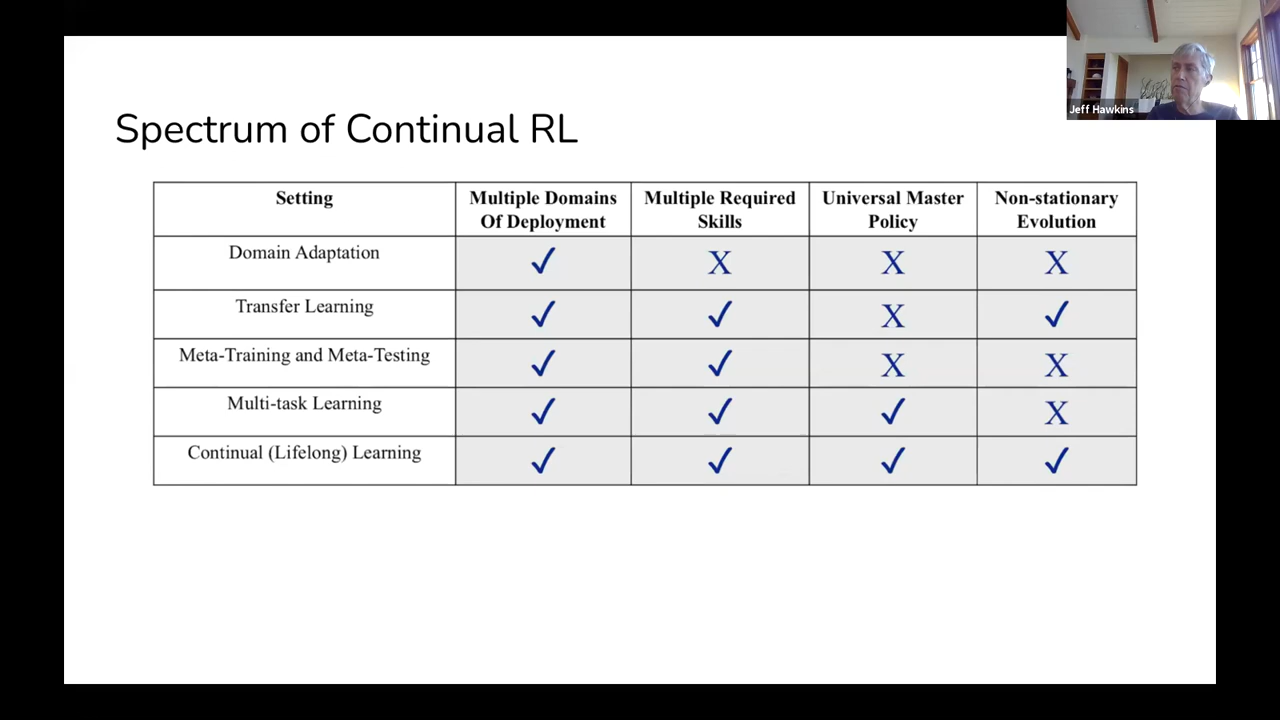 Jeff Hawkins
Spectrum of Continual RL
Setting
Multiple Domains
Of Deployment
Multiple Required
Skills
Universal Master
Policy
Non-stationary
Evolution
Domain Adaptation
✓ X X X
Transfer Learning
✓ ✓ X ✓
Meta-Training and Meta-Testing
✓ ✓ X X
Multi-task Learning
✓ ✓ ✓ X
Continual (Lifelong) Learning
✓ ✓ ✓ ✓